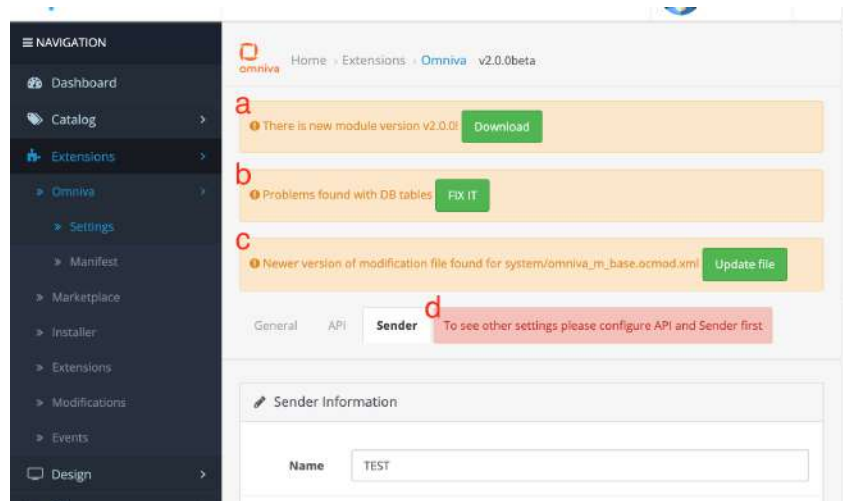 NAVIGATION
omniva
Home › Extensions › Omniva v2.0.0beta
Dashboard
a
Catalog
There is new module version v2.0.0! Download
Extensions
b
Omniva
Problems found with DB tables FIX IT
Settings
c
Manifest
Newer version of modification file found for system/omniva_m_base.ocmod.xml Update file
Marketplace
d
Installer
General API Sender To see other settings please configure API and Sender first
Extensions
Modifications
Sender Information
Events
Name TEST
Design